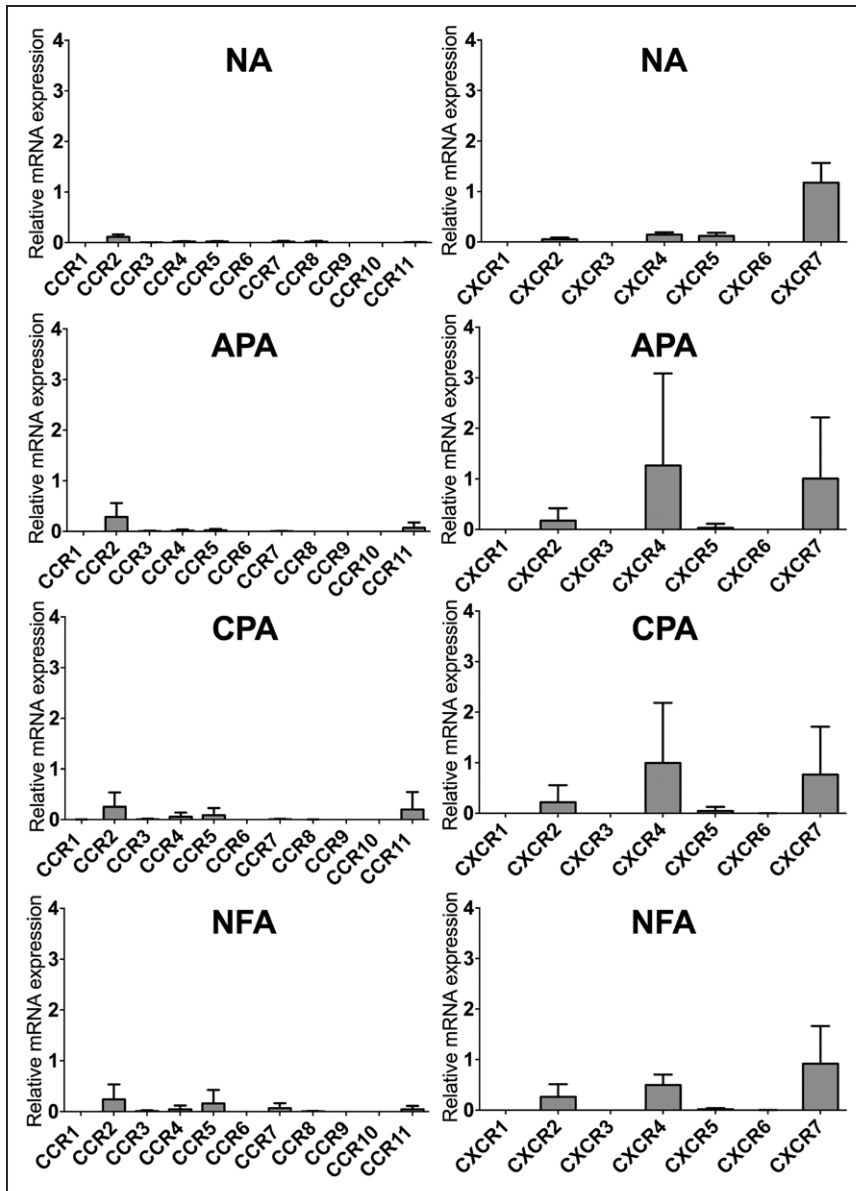 NA
Relative mRNA expression
4
3
2
1
0
CCR1 CCR2 CCR3 CCR4 CCR5 CCR6 CCR7 CCR8 CCR9 CCR10 CCR11
NA
Relative mRNA expression
4
3
2
1
0
CXCR1 CXCR2 CXCR3 CXCR4 CXCR5 CXCR6 CXCR7
APA
Relative mRNA expression
4
3
2
1
0
CCR1 CCR2 CCR3 CCR4 CCR5 CCR6 CCR7 CCR8 CCR9 CCR10 CCR11
APA
Relative mRNA expression
4
3
2
1
0
CXCR1 CXCR2 CXCR3 CXCR4 CXCR5 CXCR6 CXCR7
CPA
Relative mRNA expression
4
3
2
1
0
CCR1 CCR2 CCR3 CCR4 CCR5 CCR6 CCR7 CCR8 CCR9 CCR10 CCR11
CPA
Relative mRNA expression
4
3
2
1
0
CXCR1 CXCR2 CXCR3 CXCR4 CXCR5 CXCR6 CXCR7
NFA
Relative mRNA expression
4
3
2
1
0
CCR1 CCR2 CCR3 CCR4 CCR5 CCR6 CCR7 CCR8 CCR9 CCR10 CCR11
NFA
Relative mRNA expression
4
3
2
1
0
CXCR1 CXCR2 CXCR3 CXCR4 CXCR5 CXCR6 CXCR7